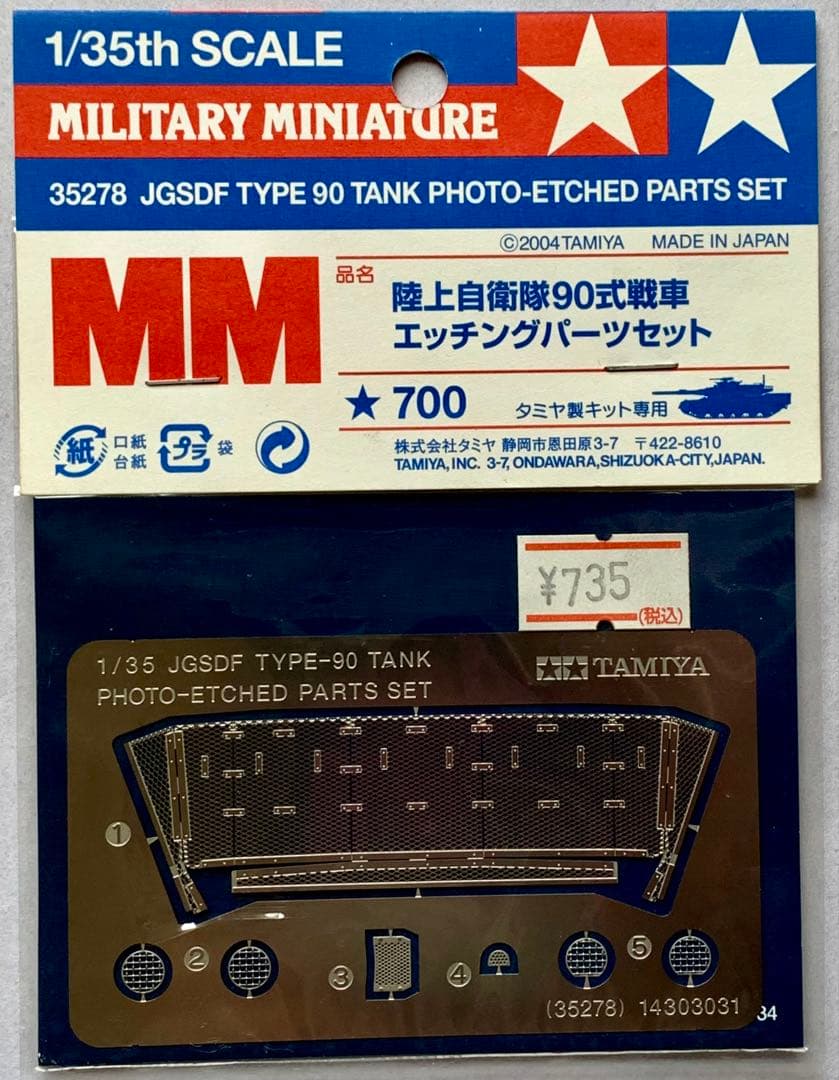 1/35th SCALE
MILITARY MINIATURE
35278 JGSDF TYPE 90 TANK PHOTO-ETCHED PARTS SET
©2004 TAMIYA MADE IN JAPAN
MM
品名
陸上自衛隊90式戦車
エッチングパーツセット
★700
タミヤ製キット専用
紙
口紙
台紙
プラ
袋
株式会社タミヤ 静岡市恩田原3-7 〒422-8610
TAMIYA, INC. 3-7, ONDAWARA, SHIZUOKA-CITY, JAPAN.
¥735
(税込)
1/35 JGSDF TYPE-90 TANK
PHOTO-ETCHED PARTS SET
TAMIYA
①
②
③
④
⑤
(35278) 14303031
34